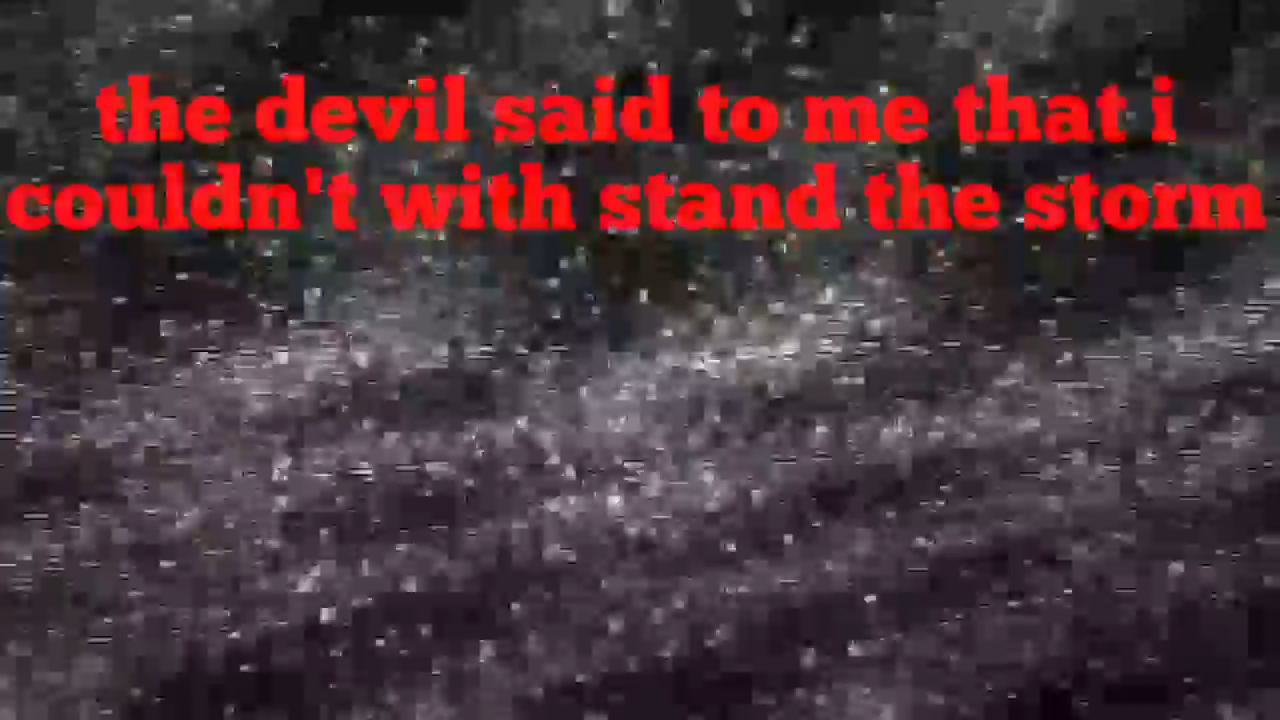 the devil said to me that i
couldn't with stand the storm